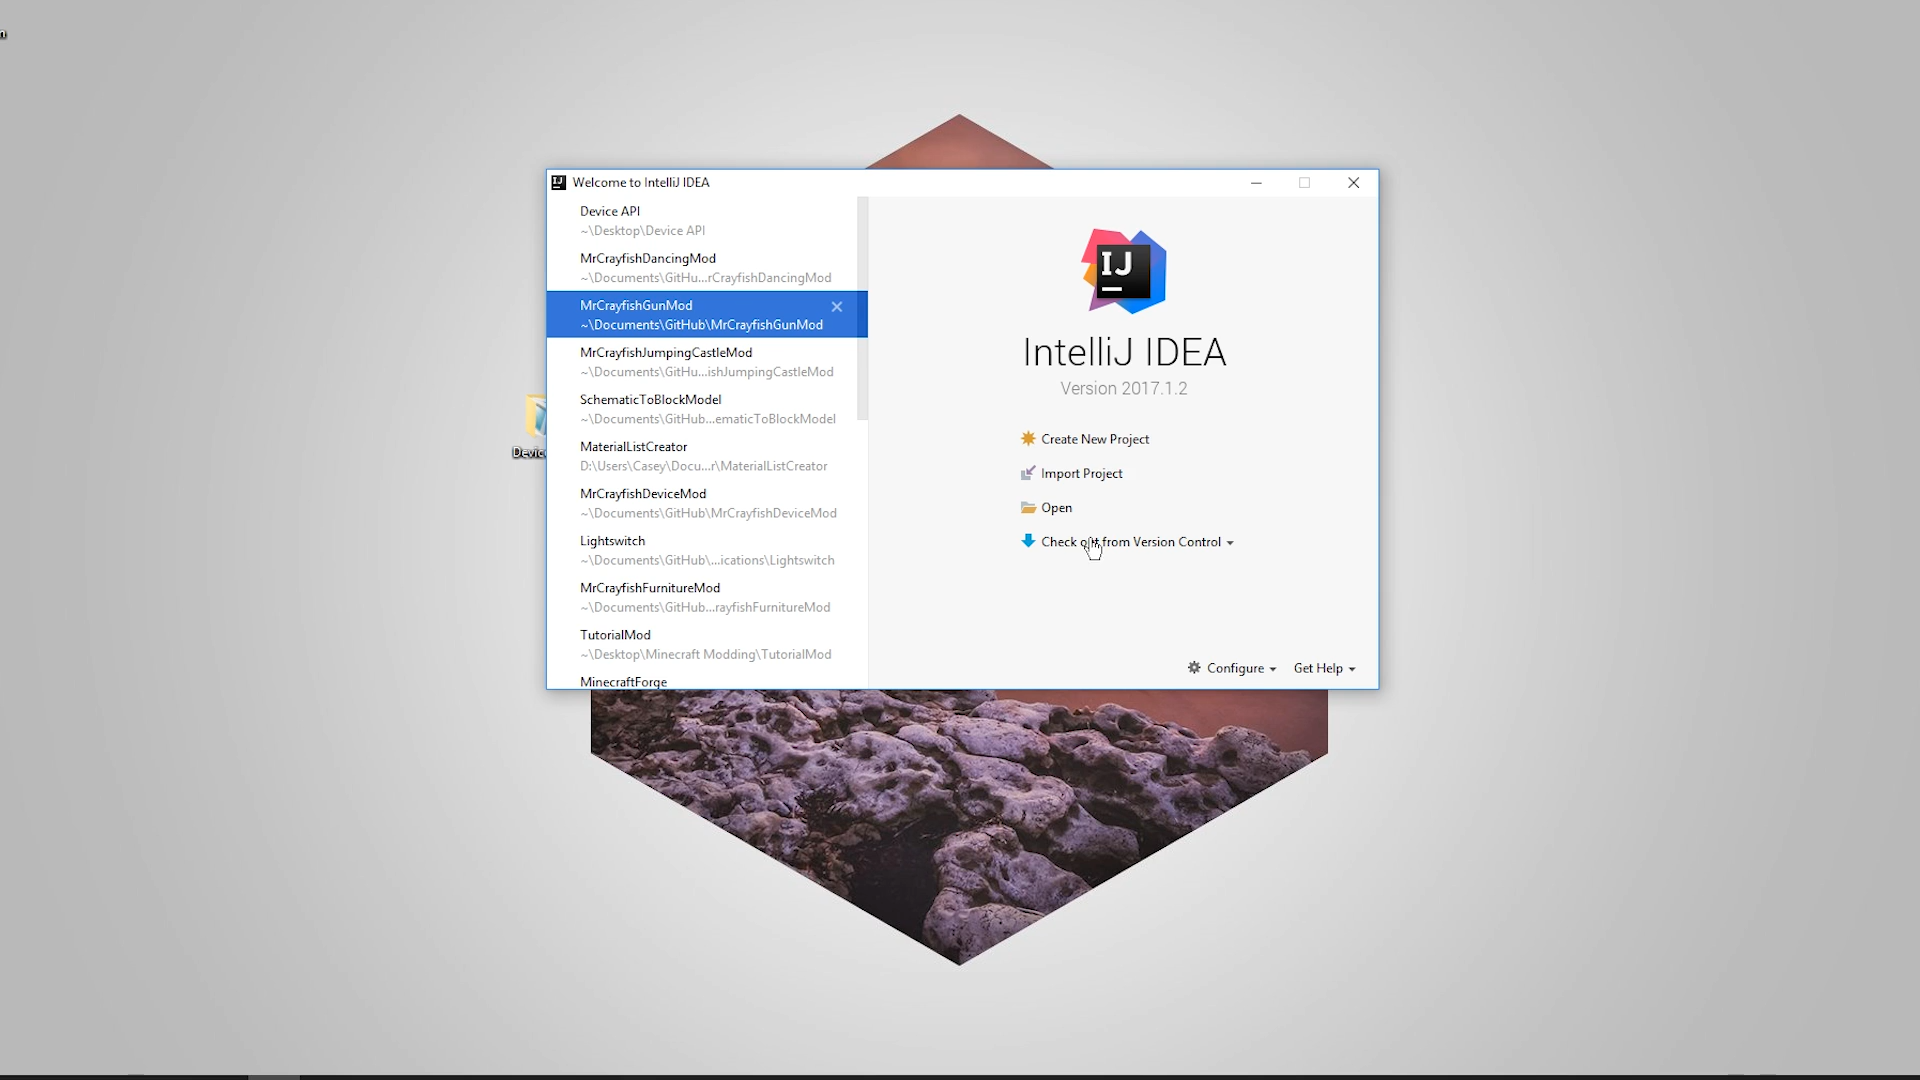 Welcome to IntelliJ IDEA
Device API
~\Desktop\Device API
MrCrayfishDancingMod
~\Documents\GitHu...rCrayfishDancingMod
MrCrayfishGunMod
~\Documents\GitHub\MrCrayfishGunMod
MrCrayfishJumpingCastleMod
~\Documents\GitHu...ishJumpingCastleMod
SchematicToBlockModel
~\Documents\GitHub...ematicToBlockModel
MaterialListCreator
D:\Users\Casey\Docu...r\MaterialListCreator
MrCrayfishDeviceMod
~\Documents\GitHub\MrCrayfishDeviceMod
Lightswitch
~\Documents\GitHub\...ications\Lightswitch
MrCrayfishFurnitureMod
~\Documents\GitHub...rayfishFurnitureMod
TutorialMod
~\Desktop\Minecraft Modding\TutorialMod
MinecraftForge
IJ
IntelliJ IDEA
Version 2017.1.2
Create New Project
Import Project
Open
Check out from Version Control
Configure
Get Help